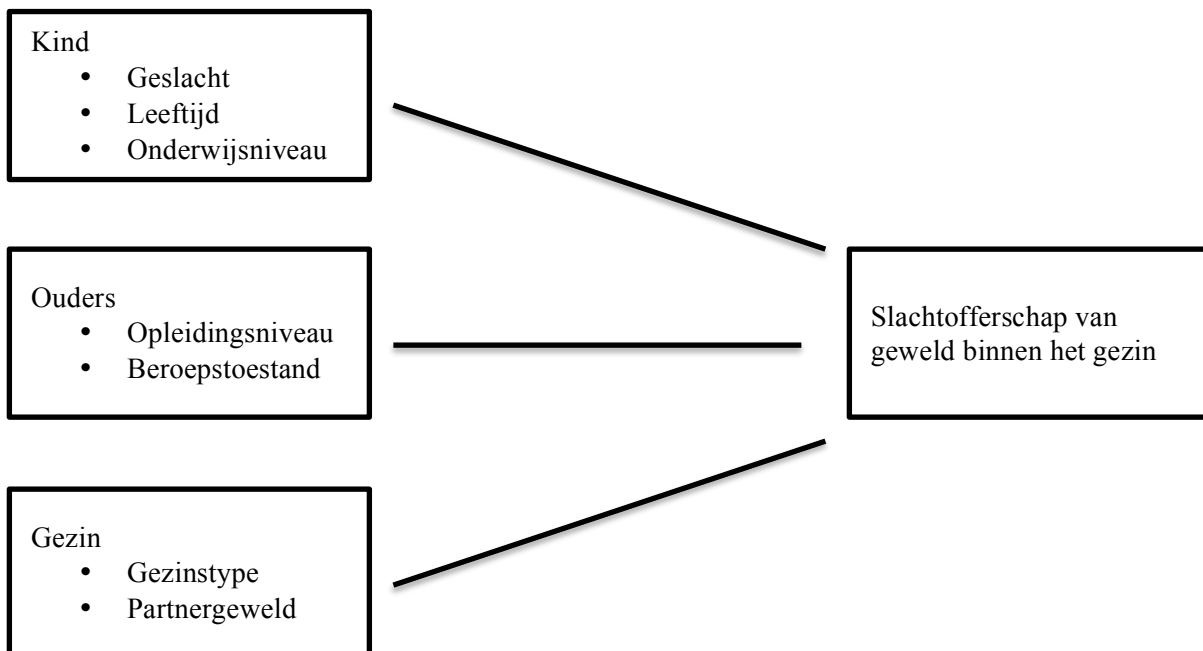 Kind
• Geslacht
• Leeftijd
• Onderwijsniveau
Ouders
• Opleidingsniveau
• Beroepstoestand
Gezin
• Gezinstype
• Partnergeweld
Slachtofferschap van
geweld binnen het gezin